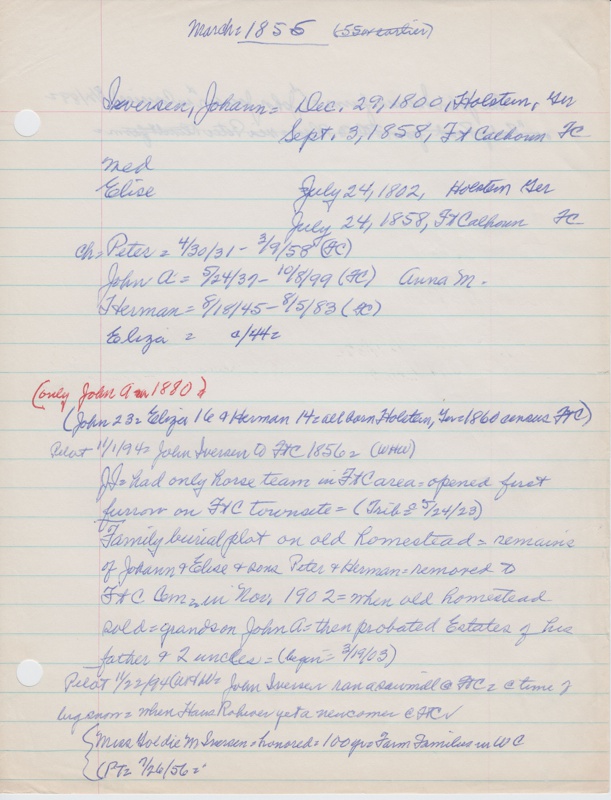 March = 1856 (55 or earlier)
Iversen, Johann = Dec. 29, 1800, Holstein, Ger
Sept. 3, 1858, Ft Calhoun FC
med
Elise July 24, 1802, Holstein Ger
July 24, 1858, Ft Calhoun FC
ch = Peter = 4/30/31 - 3/9/58 (FC)
John A = 5/24/37 - 10/8/99 (FC) Anna M.
Herman = 8/18/45 - 8/5/83 (FC)
Eliza = c/44 =
(only John A in 1880)
(John 23 = Eliza 16 & Herman 14 = all born Holstein, Ger = 1860 census FtC)
Pilot 11/1/94 = John Iversen to FtC 1856 = (WHW)
JI = had only horse team in FtC area = opened first
furrow on FtC townsite = (Trib 5/24/23)
Family burial plot on old homestead = remains
of Johann & Elise & sons Peter & Herman = removed to
FtC Cem, in Nov, 1902 = when old homestead
sold = grandson John A = then probated Estates of his
father & 2 uncles = (begin = 3/19/03)
Pilot 11/22/94 = John Iversen ran a sawmill @ FtC = @ time of
big snow = when Hans Rohwer yet a newcomer @ FtC
Miss Goldie M Iversen = honored = 100 yr = Farm Families in WC
(PT = 7/26/56 =